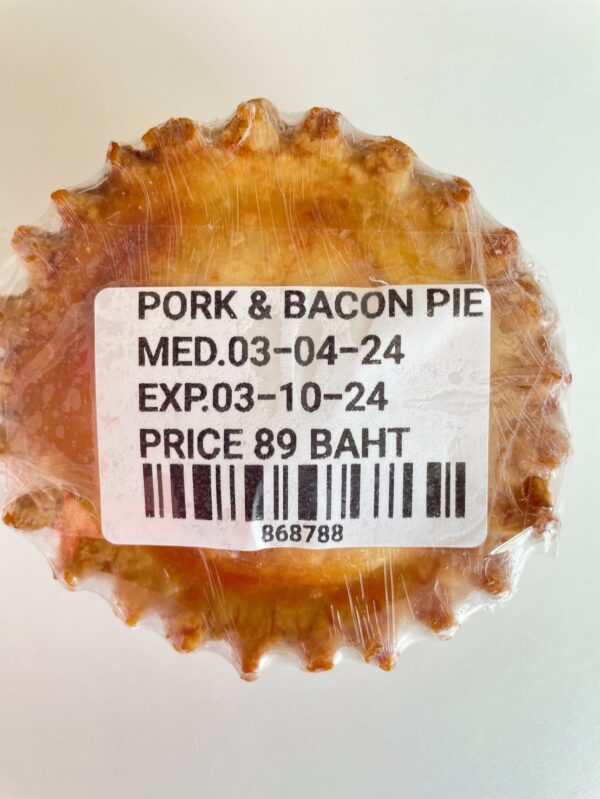 PORK & BACON PIE
MED.03-04-24
EXP.03-10-24
PRICE 89 BAHT
868788